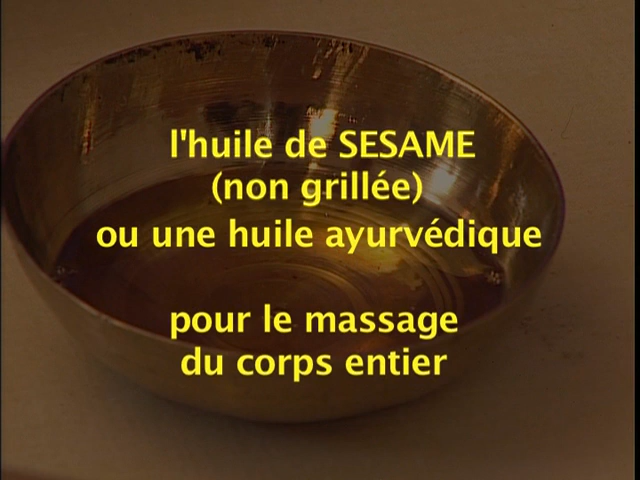 l'huile de SESAME
(non grillée)
ou une huile ayurvédique
pour le massage
du corps entier